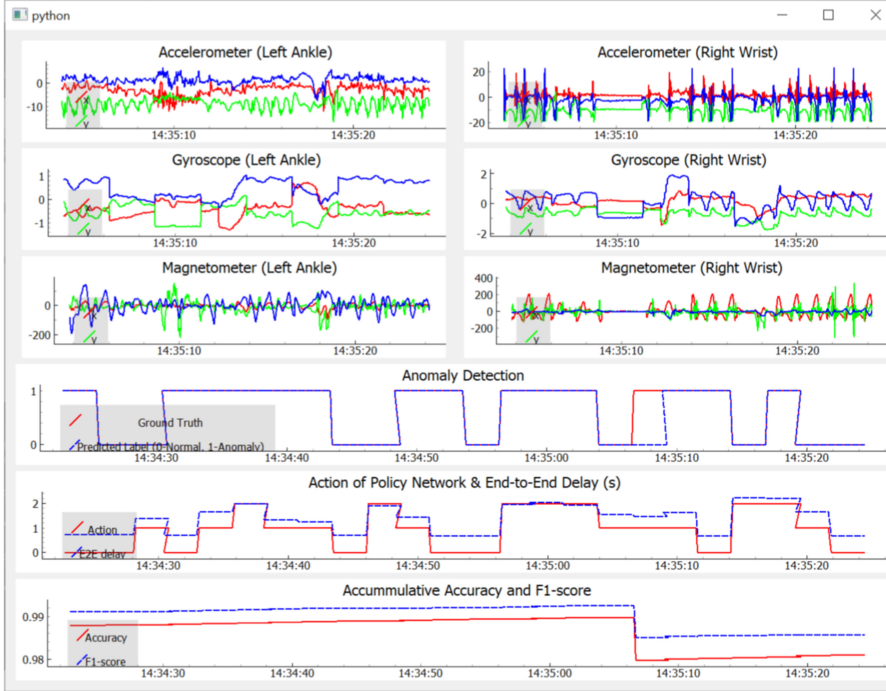 python
Accelerometer (Left Ankle)
0
-10
x
y
14:35:10
14:35:20
Accelerometer (Right Wrist)
20
0
-20
x
y
14:35:10
14:35:20
Gyroscope (Left Ankle)
1
0
-1
x
y
14:35:10
14:35:20
Gyroscope (Right Wrist)
2
0
-2
x
y
14:35:10
14:35:20
Magnetometer (Left Ankle)
0
-200
x
y
14:35:10
14:35:20
Magnetometer (Right Wrist)
400
200
0
-200
x
y
14:35:10
14:35:20
Anomaly Detection
1
0
Ground Truth
Predicted Label (0-Normal, 1-Anomaly)
14:34:30
14:34:40
14:34:50
14:35:00
14:35:10
14:35:20
Action of Policy Network & End-to-End Delay (s)
2
1
0
Action
E2E delay
14:34:30
14:34:40
14:34:50
14:35:00
14:35:10
14:35:20
Accummulative Accuracy and F1-score
0.99
0.98
Accuracy
F1-score
14:34:30
14:34:40
14:34:50
14:35:00
14:35:10
14:35:20